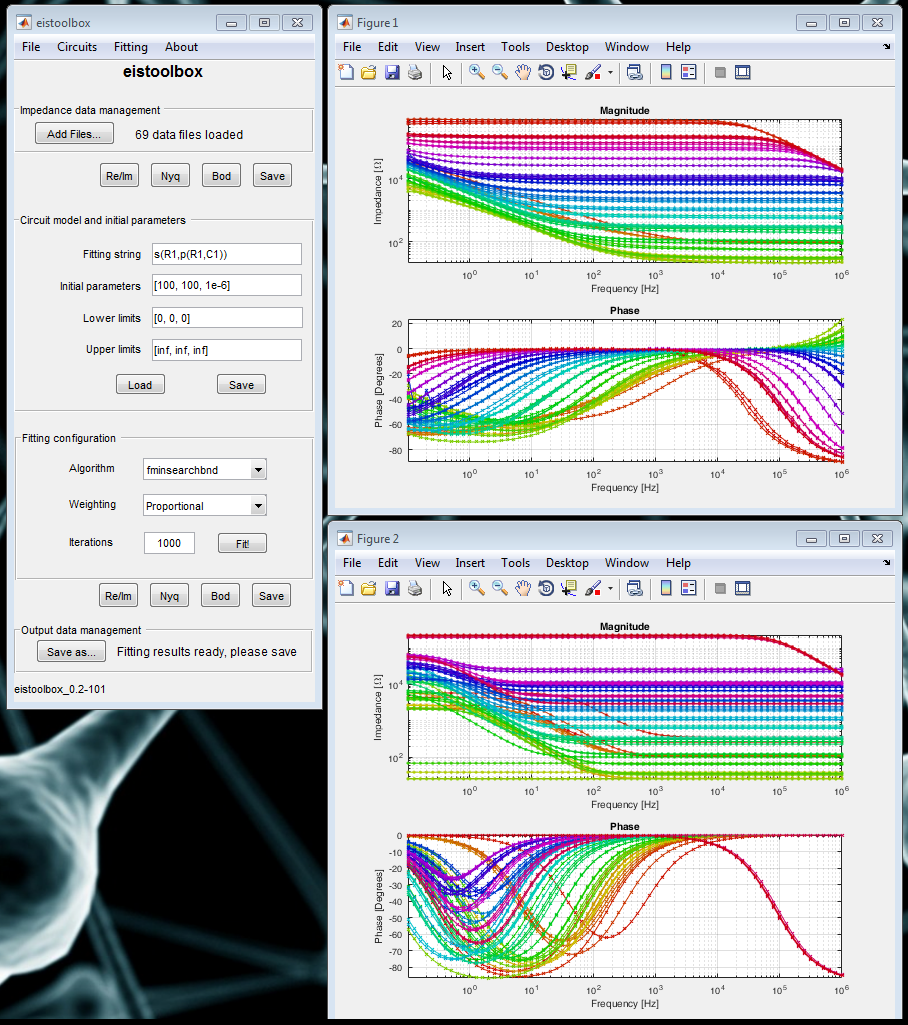 eistoolbox
File Circuits Fitting About
eistoolbox
Impedance data management
Add Files... 69 data files loaded
Re/Im Nyq Bod Save
Circuit model and initial parameters
Fitting string s(R1,p(R1,C1))
Initial parameters [100, 100, 1e-6]
Lower limits [0, 0, 0]
Upper limits [inf, inf, inf]
Load Save
Fitting configuration
Algorithm fminsearchbnd
Weighting Proportional
Iterations 1000 Fit!
Re/Im Nyq Bod Save
Output data management
Save as... Fitting results ready, please save
eistoolbox_0.2-101
Figure 1
File Edit View Insert Tools Desktop Window Help
Magnitude
Impedance [Ω]
10^4
10^2
10^0 10^1 10^2 10^3 10^4 10^5 10^6
Frequency [Hz]
Phase
Phase [Degrees]
20
0
-20
-40
-60
-80
10^0 10^1 10^2 10^3 10^4 10^5 10^6
Frequency [Hz]
Figure 2
File Edit View Insert Tools Desktop Window Help
Magnitude
Impedance [Ω]
10^4
10^2
10^0 10^1 10^2 10^3 10^4 10^5 10^6
Frequency [Hz]
Phase
Phase [Degrees]
0
-10
-20
-30
-40
-50
-60
-70
-80
10^0 10^1 10^2 10^3 10^4 10^5 10^6
Frequency [Hz]